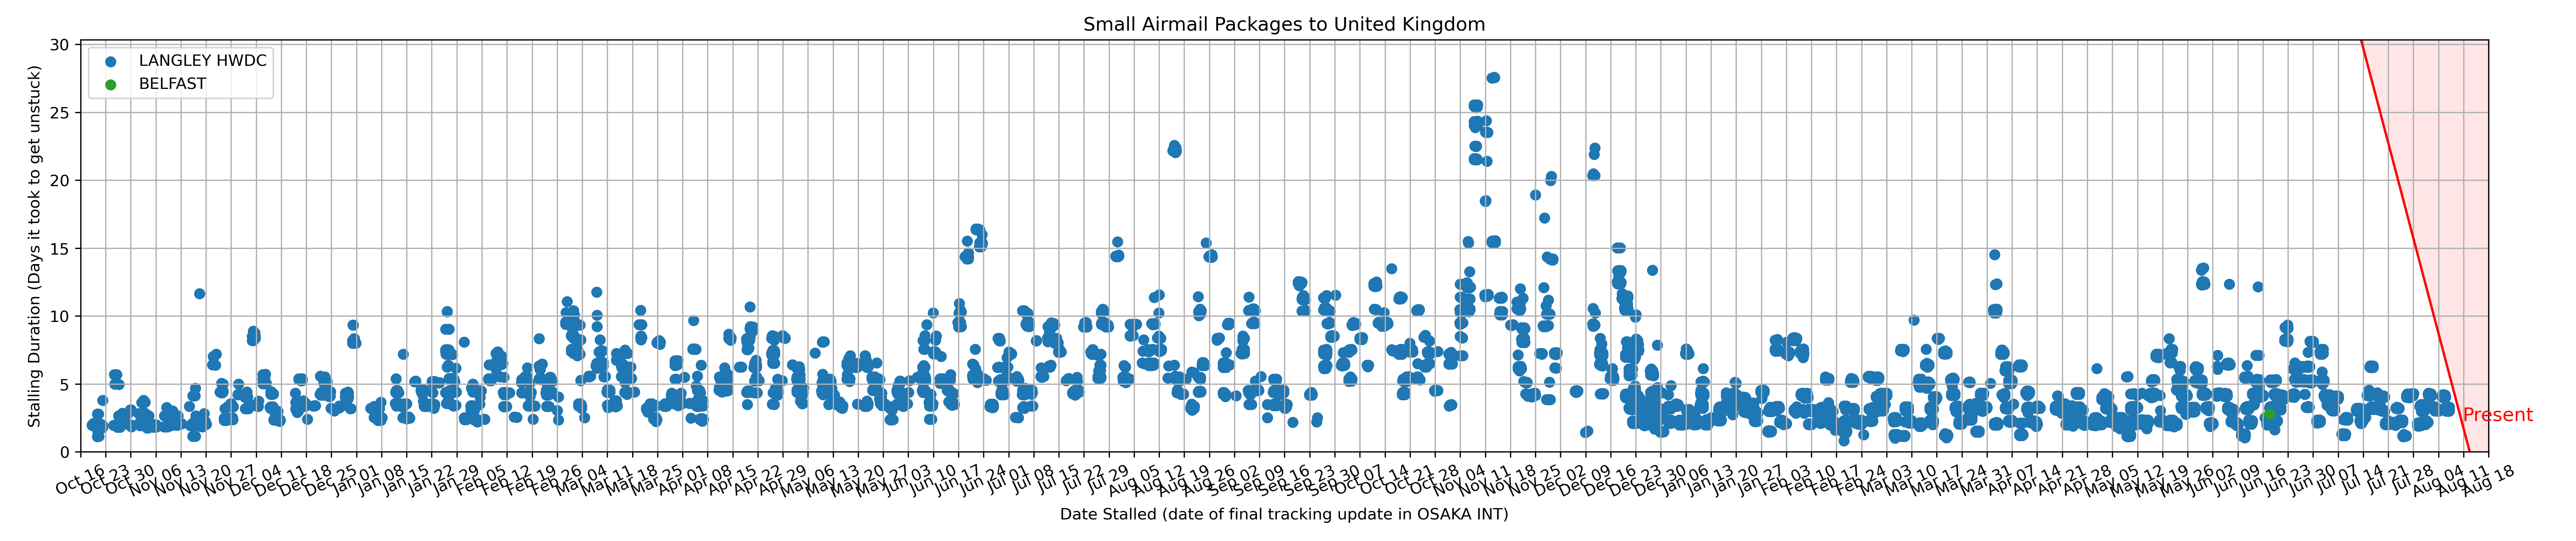 Small Airmail Packages to United Kingdom
LANGLEY HWDC
BELFAST
Stalling Duration (Days it took to get unstuck)
30
25
20
15
10
5
0
Present
Oct 16
Oct 23
Oct 30
Nov 06
Nov 13
Nov 20
Nov 27
Dec 04
Dec 11
Dec 18
Dec 25
Jan 01
Jan 08
Jan 15
Jan 22
Jan 29
Feb 05
Feb 12
Feb 19
Feb 26
Mar 04
Mar 11
Mar 18
Mar 25
Apr 01
Apr 08
Apr 15
Apr 22
Apr 29
May 06
May 13
May 20
May 27
Jun 03
Jun 10
Jun 17
Jun 24
Jul 01
Jul 08
Jul 15
Jul 22
Jul 29
Aug 05
Aug 12
Aug 19
Aug 26
Sep 02
Sep 09
Sep 16
Sep 23
Sep 30
Oct 07
Oct 14
Oct 21
Oct 28
Nov 04
Nov 11
Nov 18
Nov 25
Dec 02
Dec 09
Dec 16
Dec 23
Dec 30
Jan 06
Jan 13
Jan 20
Jan 27
Feb 03
Feb 10
Feb 17
Feb 24
Mar 03
Mar 10
Mar 17
Mar 24
Mar 31
Apr 07
Apr 14
Apr 21
Apr 28
May 05
May 12
May 19
May 26
Jun 02
Jun 09
Jun 16
Jun 23
Jun 30
Jul 07
Jul 14
Jul 21
Jul 28
Aug 04
Aug 11
Aug 18
Date Stalled (date of final tracking update in OSAKA INT)